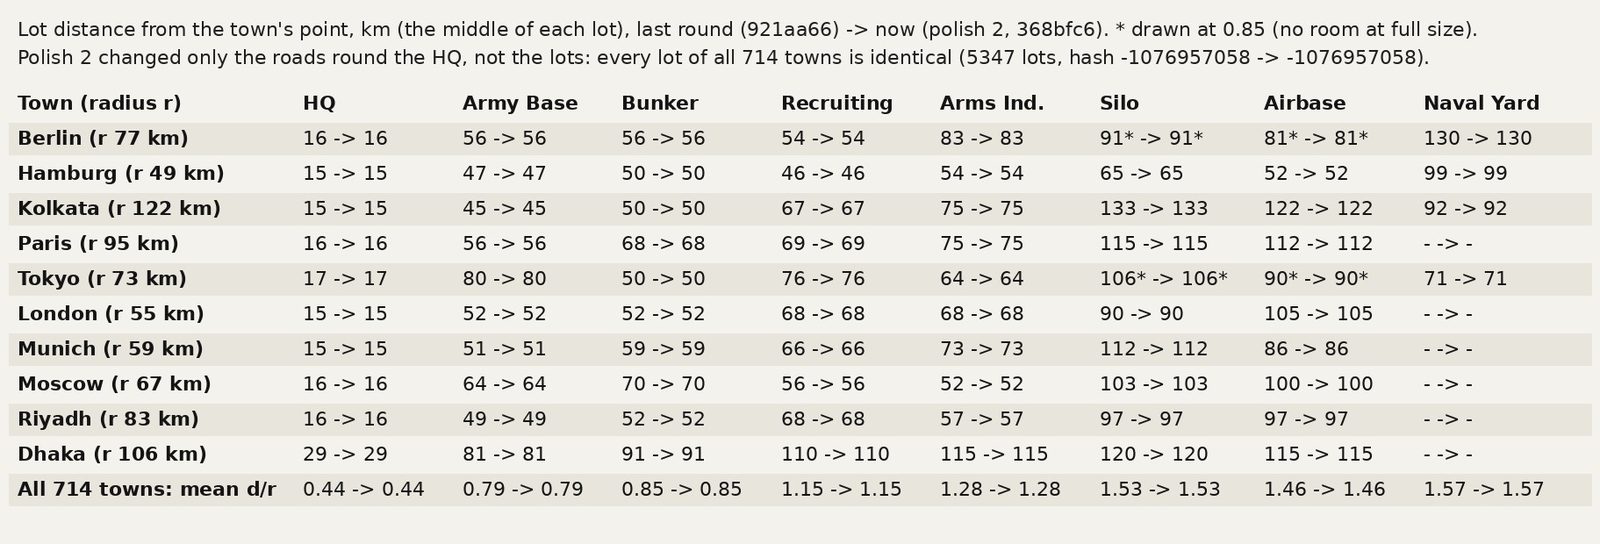 Lot distance from the town's point, km (the middle of each lot), last round (921aa66) -> now (polish 2, 368bfc6). * drawn at 0.85 (no room at full size).
Polish 2 changed only the roads round the HQ, not the lots: every lot of all 714 towns is identical (5347 lots, hash -1076957058 -> -1076957058).
Town (radius r) HQ Army Base Bunker Recruiting Arms Ind. Silo Airbase Naval Yard
Berlin (r 77 km) 16 -> 16 56 -> 56 56 -> 56 54 -> 54 83 -> 83 91* -> 91* 81* -> 81* 130 -> 130
Hamburg (r 49 km) 15 -> 15 47 -> 47 50 -> 50 46 -> 46 54 -> 54 65 -> 65 52 -> 52 99 -> 99
Kolkata (r 122 km) 15 -> 15 45 -> 45 50 -> 50 67 -> 67 75 -> 75 133 -> 133 122 -> 122 92 -> 92
Paris (r 95 km) 16 -> 16 56 -> 56 68 -> 68 69 -> 69 75 -> 75 115 -> 115 112 -> 112 - -> -
Tokyo (r 73 km) 17 -> 17 80 -> 80 50 -> 50 76 -> 76 64 -> 64 106* -> 106* 90* -> 90* 71 -> 71
London (r 55 km) 15 -> 15 52 -> 52 52 -> 52 68 -> 68 68 -> 68 90 -> 90 105 -> 105 - -> -
Munich (r 59 km) 15 -> 15 51 -> 51 59 -> 59 66 -> 66 73 -> 73 112 -> 112 86 -> 86 - -> -
Moscow (r 67 km) 16 -> 16 64 -> 64 70 -> 70 56 -> 56 52 -> 52 103 -> 103 100 -> 100 - -> -
Riyadh (r 83 km) 16 -> 16 49 -> 49 52 -> 52 68 -> 68 57 -> 57 97 -> 97 97 -> 97 - -> -
Dhaka (r 106 km) 29 -> 29 81 -> 81 91 -> 91 110 -> 110 115 -> 115 120 -> 120 115 -> 115 - -> -
All 714 towns: mean d/r 0.44 -> 0.44 0.79 -> 0.79 0.85 -> 0.85 1.15 -> 1.15 1.28 -> 1.28 1.53 -> 1.53 1.46 -> 1.46 1.57 -> 1.57